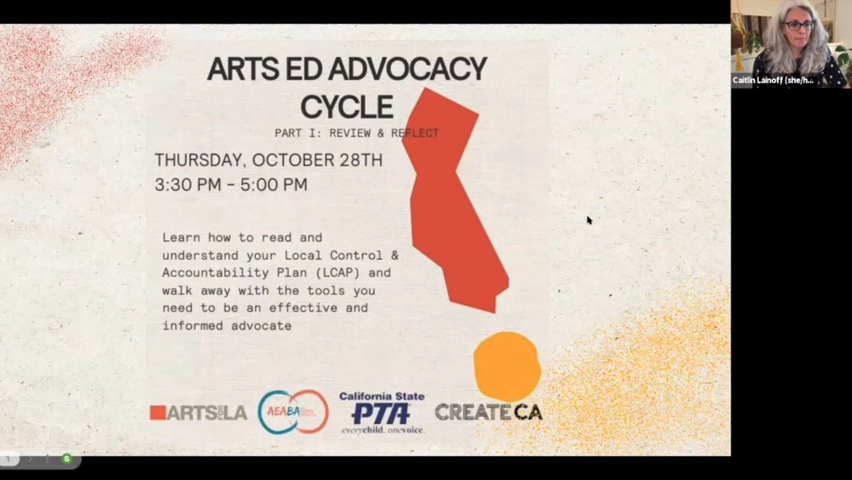 ARTS ED ADVOCACY
CYCLE
PART I: REVIEW & REFLECT
THURSDAY, OCTOBER 28TH
3:30 PM – 5:00 PM
Learn how to read and
understand your Local Control &
Accountability Plan (LCAP) and
walk away with the tools you
need to be an effective and
informed advocate
ARTS FOR LA
AEABA
California State
PTA
everychild. onevoice.
CREATE CA
Caitlin Lainoff (she/h...
1